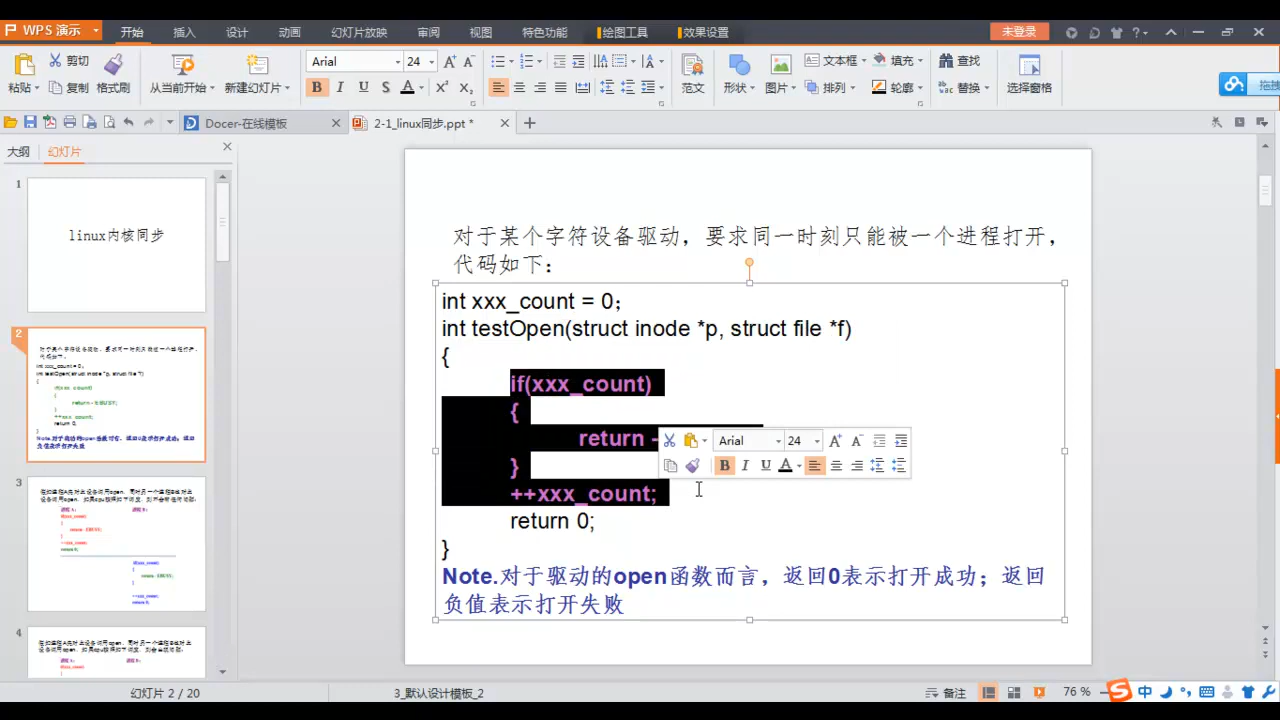 WPS 演示
开始 插入 设计 动画 幻灯片放映 审阅 视图 特色功能 绘图工具 效果设置 未登录
剪切 Arial 24 文本框 填充 查找
粘贴 复制 格式刷 从当前开始 新建幻灯片 B I U S A 范文 形状 图片 排列 轮廓 替换 选择窗格
Docer-在线模板 2-1_linux同步.ppt *
大纲 幻灯片
1
linux内核同步
2
3
4
对于某个字符设备驱动，要求同一时刻只能被一个进程打开，
代码如下：
int xxx_count = 0;
int testOpen(struct inode *p, struct file *f)
{
if(xxx_count)
{
return -
}
++xxx_count;
return 0;
}
Note.对于驱动的open函数而言，返回0表示打开成功；返回
负值表示打开失败
Arial 24
B I U A
幻灯片 2 / 20 3_默认设计模板_2 备注 76 % 中